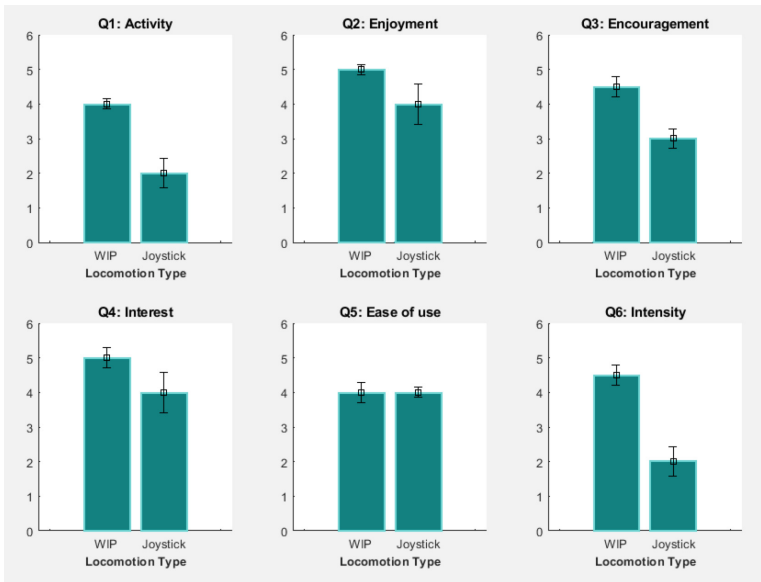 Q1: Activity
6
5
4
3
2
1
0
WIP Joystick
Locomotion Type
Q2: Enjoyment
6
5
4
3
2
1
0
WIP Joystick
Locomotion Type
Q3: Encouragement
6
5
4
3
2
1
0
WIP Joystick
Locomotion Type
Q4: Interest
6
5
4
3
2
1
0
WIP Joystick
Locomotion Type
Q5: Ease of use
6
5
4
3
2
1
0
WIP Joystick
Locomotion Type
Q6: Intensity
6
5
4
3
2
1
0
WIP Joystick
Locomotion Type